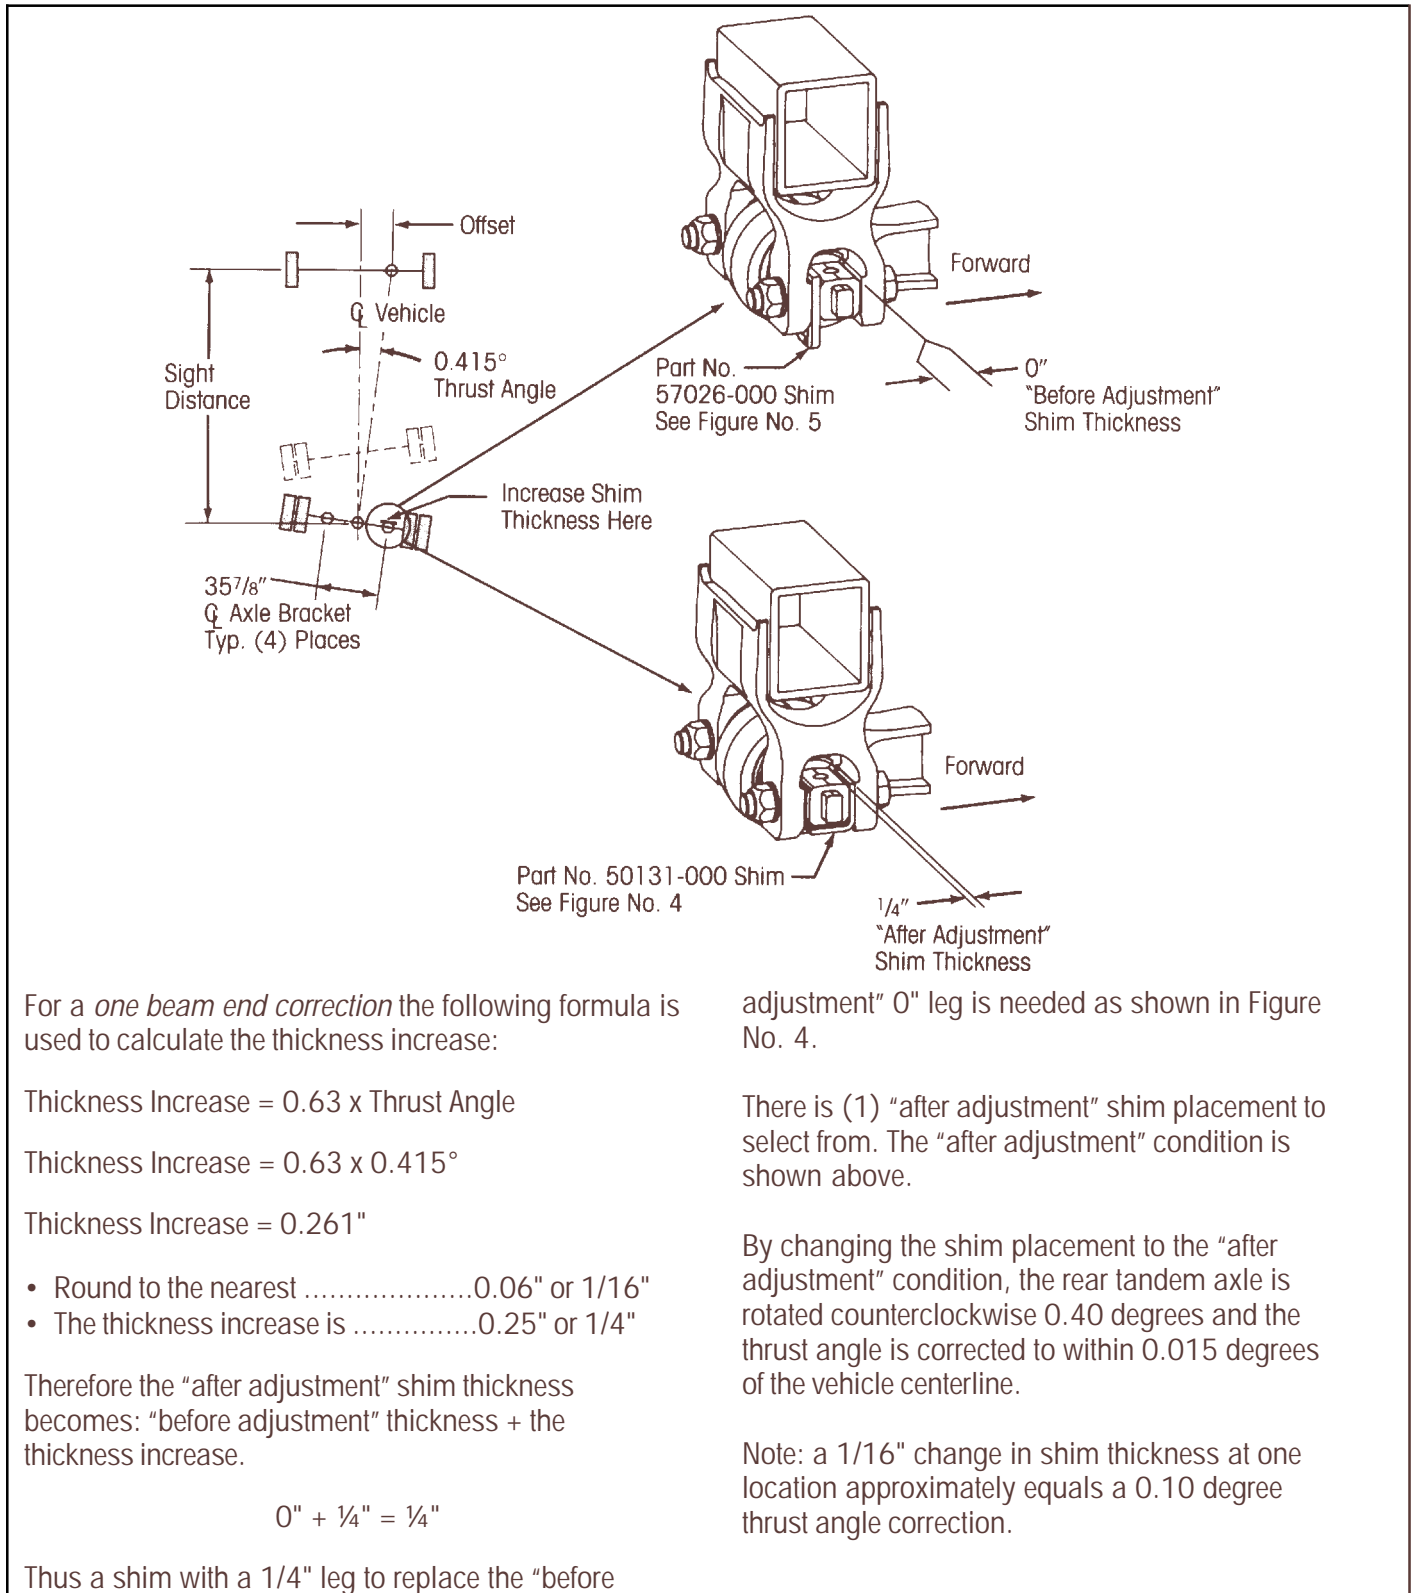 Offset
℄ Vehicle
0.415°
Thrust Angle
Sight
Distance
Increase Shim
Thickness Here
35 7/8"
℄ Axle Bracket
Typ. (4) Places
Forward
Part No.
57026-000 Shim
See Figure No. 5
0"
"Before Adjustment"
Shim Thickness
Forward
Part No. 50131-000 Shim
See Figure No. 4
1/4"
"After Adjustment"
Shim Thickness
For a one beam end correction the following formula is
used to calculate the thickness increase:
Thickness Increase = 0.63 x Thrust Angle
Thickness Increase = 0.63 x 0.415°
Thickness Increase = 0.261"
• Round to the nearest ....................0.06" or 1/16"
• The thickness increase is ...............0.25" or 1/4"
Therefore the "after adjustment" shim thickness
becomes: "before adjustment" thickness + the
thickness increase.
0" + ¼" = ¼"
Thus a shim with a 1/4" leg to replace the "before
adjustment" 0" leg is needed as shown in Figure
No. 4.
There is (1) "after adjustment" shim placement to
select from. The "after adjustment" condition is
shown above.
By changing the shim placement to the "after
adjustment" condition, the rear tandem axle is
rotated counterclockwise 0.40 degrees and the
thrust angle is corrected to within 0.015 degrees
of the vehicle centerline.
Note: a 1/16" change in shim thickness at one
location approximately equals a 0.10 degree
thrust angle correction.